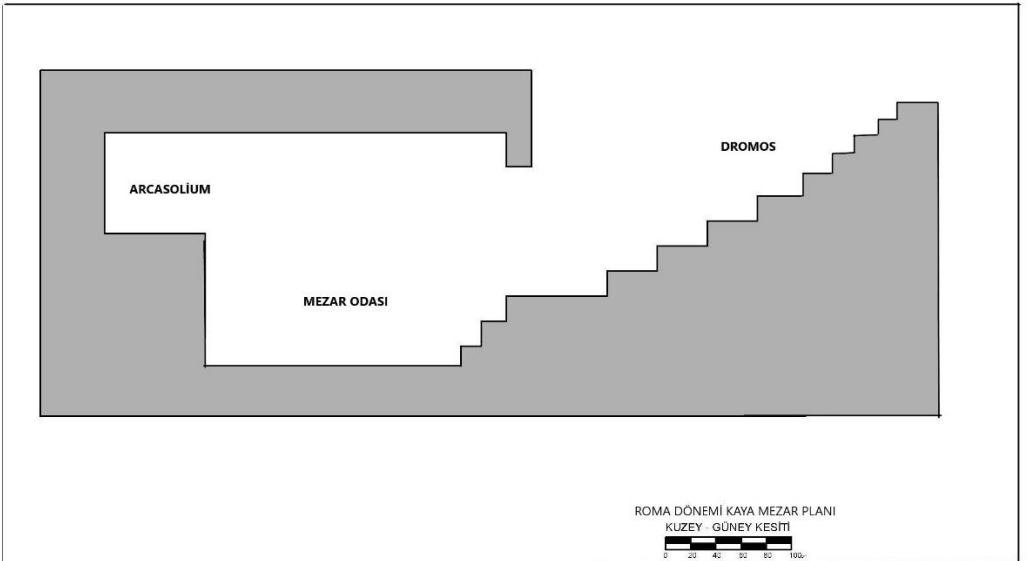 DROMOS
ARCASOLİUM
MEZAR ODASI
ROMA DÖNEMİ KAYA MEZAR PLANI
KUZEY - GÜNEY KESİTİ
0 20 40 60 80 100